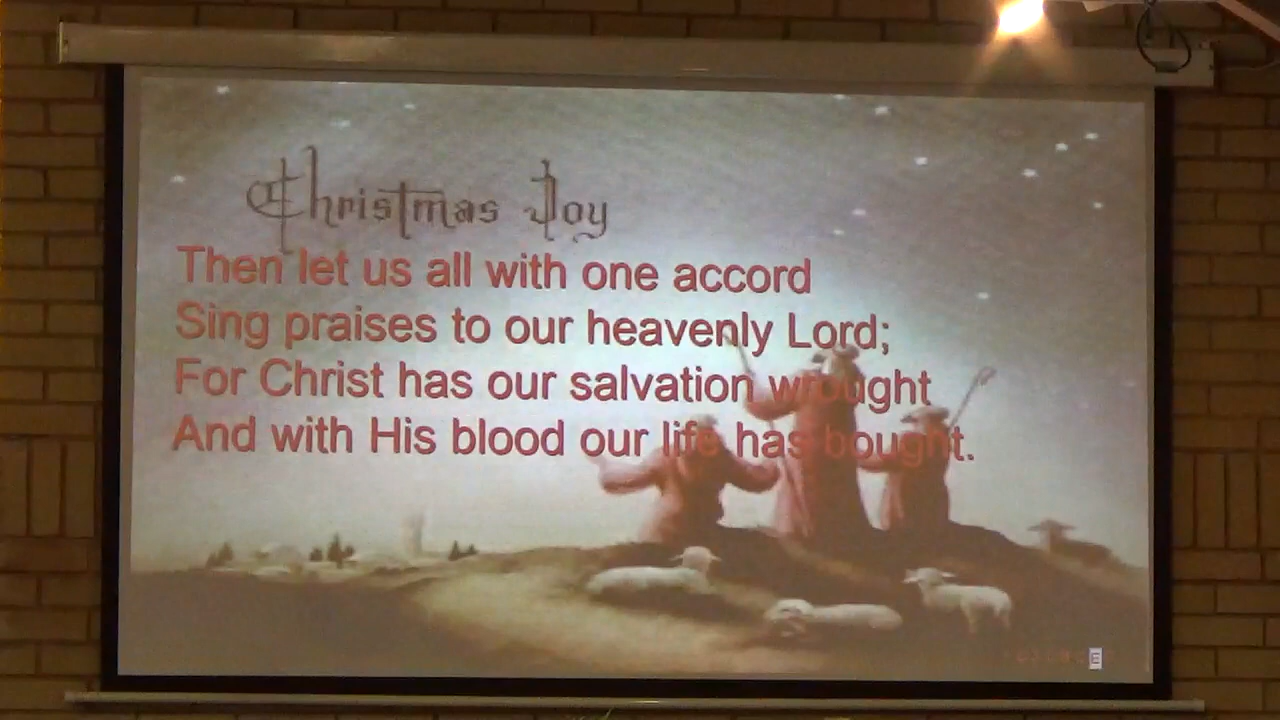 Christmas Joy
Then let us all with one accord
Sing praises to our heavenly Lord;
For Christ has our salvation wrought
And with His blood our life has bought.
E